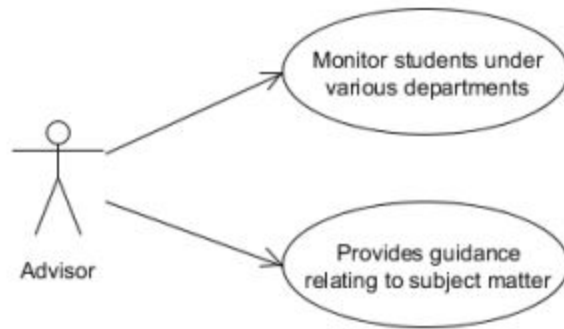 Monitor students under
various departments
Advisor
Provides guidance
relating to subject matter